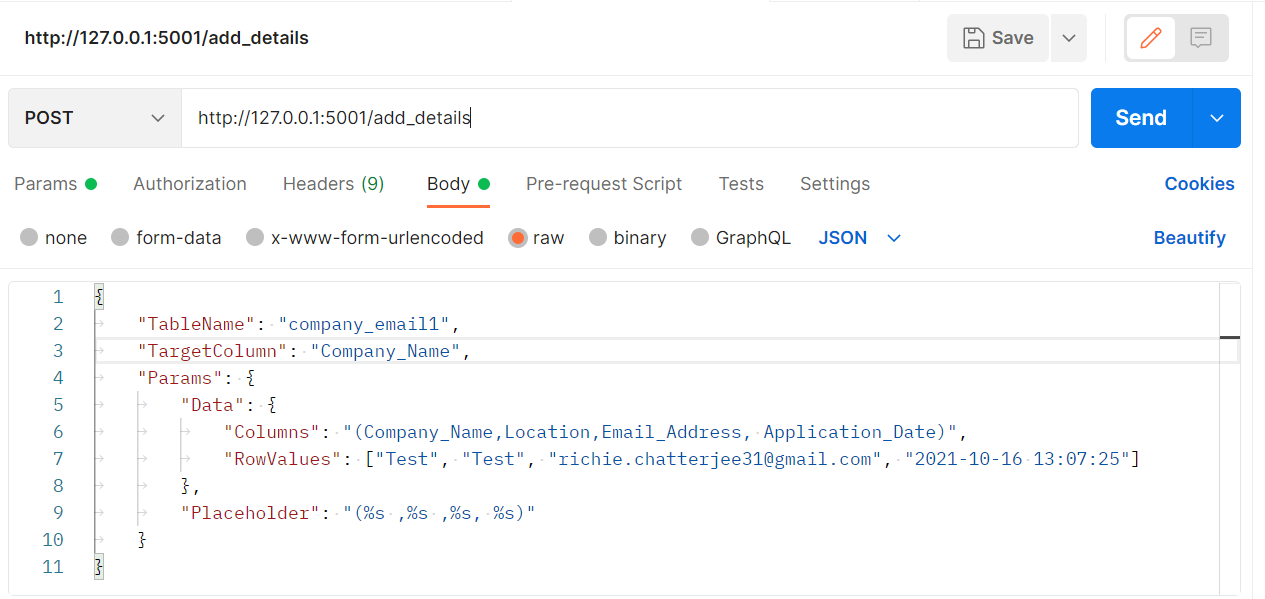 http://127.0.0.1:5001/add_details Save
POST http://127.0.0.1:5001/add_details Send
Params Authorization Headers (9) Body Pre-request Script Tests Settings Cookies
none form-data x-www-form-urlencoded raw binary GraphQL JSON Beautify
1 {
2 "TableName": "company_email1",
3 "TargetColumn": "Company_Name",
4 "Params": {
5 "Data": {
6 "Columns": "(Company_Name,Location,Email_Address, Application_Date)",
7 "RowValues": ["Test", "Test", "richie.chatterjee31@gmail.com", "2021-10-16 13:07:25"]
8 },
9 "Placeholder": "(%s ,%s ,%s, %s)"
10 }
11 }